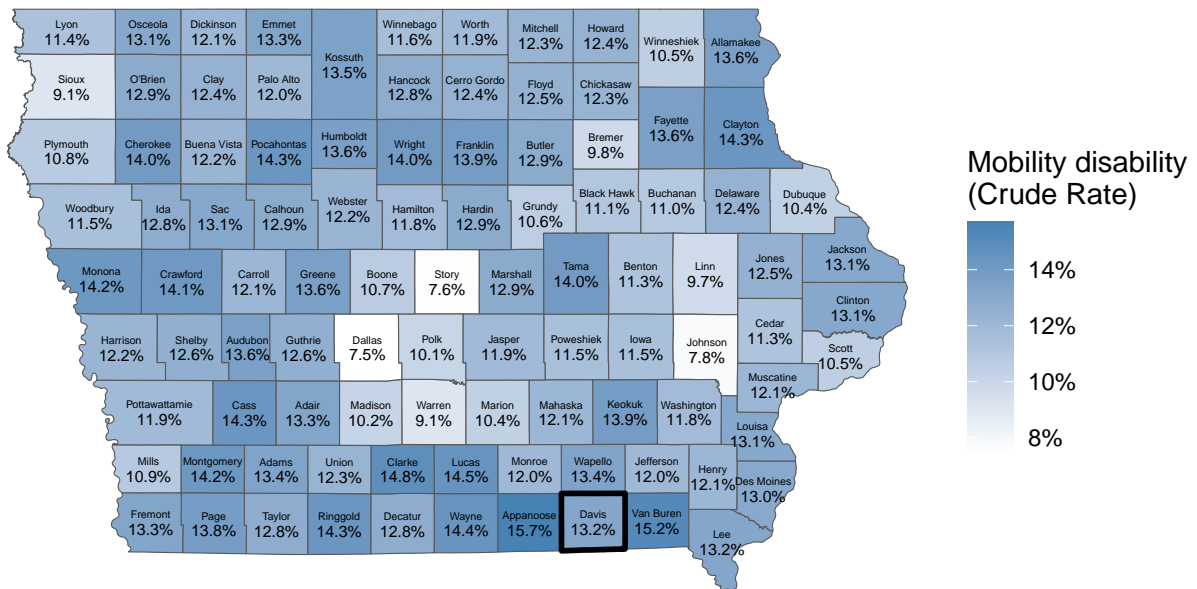 Lyon
11.4%
Osceola
13.1%
Dickinson
12.1%
Emmet
13.3%
Kossuth
13.5%
Winnebago
11.6%
Worth
11.9%
Mitchell
12.3%
Howard
12.4%
Winneshiek
10.5%
Allamakee
13.6%
Sioux
9.1%
O'Brien
12.9%
Clay
12.4%
Palo Alto
12.0%
Hancock
12.8%
Cerro Gordo
12.4%
Floyd
12.5%
Chickasaw
12.3%
Fayette
13.6%
Clayton
14.3%
Plymouth
10.8%
Cherokee
14.0%
Buena Vista
12.2%
Pocahontas
14.3%
Humboldt
13.6%
Wright
14.0%
Franklin
13.9%
Butler
12.9%
Bremer
9.8%
Mobility disability
(Crude Rate)
14%
12%
10%
8%
Woodbury
11.5%
Ida
12.8%
Sac
13.1%
Calhoun
12.9%
Webster
12.2%
Hamilton
11.8%
Hardin
12.9%
Grundy
10.6%
Black Hawk
11.1%
Buchanan
11.0%
Delaware
12.4%
Dubuque
10.4%
Monona
14.2%
Crawford
14.1%
Carroll
12.1%
Greene
13.6%
Boone
10.7%
Story
7.6%
Marshall
12.9%
Tama
14.0%
Benton
11.3%
Linn
9.7%
Jones
12.5%
Jackson
13.1%
Clinton
13.1%
Harrison
12.2%
Shelby
12.6%
Audubon
13.6%
Guthrie
12.6%
Dallas
7.5%
Polk
10.1%
Jasper
11.9%
Poweshiek
11.5%
Iowa
11.5%
Johnson
7.8%
Cedar
11.3%
Scott
10.5%
Muscatine
12.1%
Pottawattamie
11.9%
Cass
14.3%
Adair
13.3%
Madison
10.2%
Warren
9.1%
Marion
10.4%
Mahaska
12.1%
Keokuk
13.9%
Washington
11.8%
Louisa
13.1%
Mills
10.9%
Montgomery
14.2%
Adams
13.4%
Union
12.3%
Clarke
14.8%
Lucas
14.5%
Monroe
12.0%
Wapello
13.4%
Jefferson
12.0%
Henry
12.1%
Des Moines
13.0%
Fremont
13.3%
Page
13.8%
Taylor
12.8%
Ringgold
14.3%
Decatur
12.8%
Wayne
14.4%
Appanoose
15.7%
Davis
13.2%
Van Buren
15.2%
Lee
13.2%